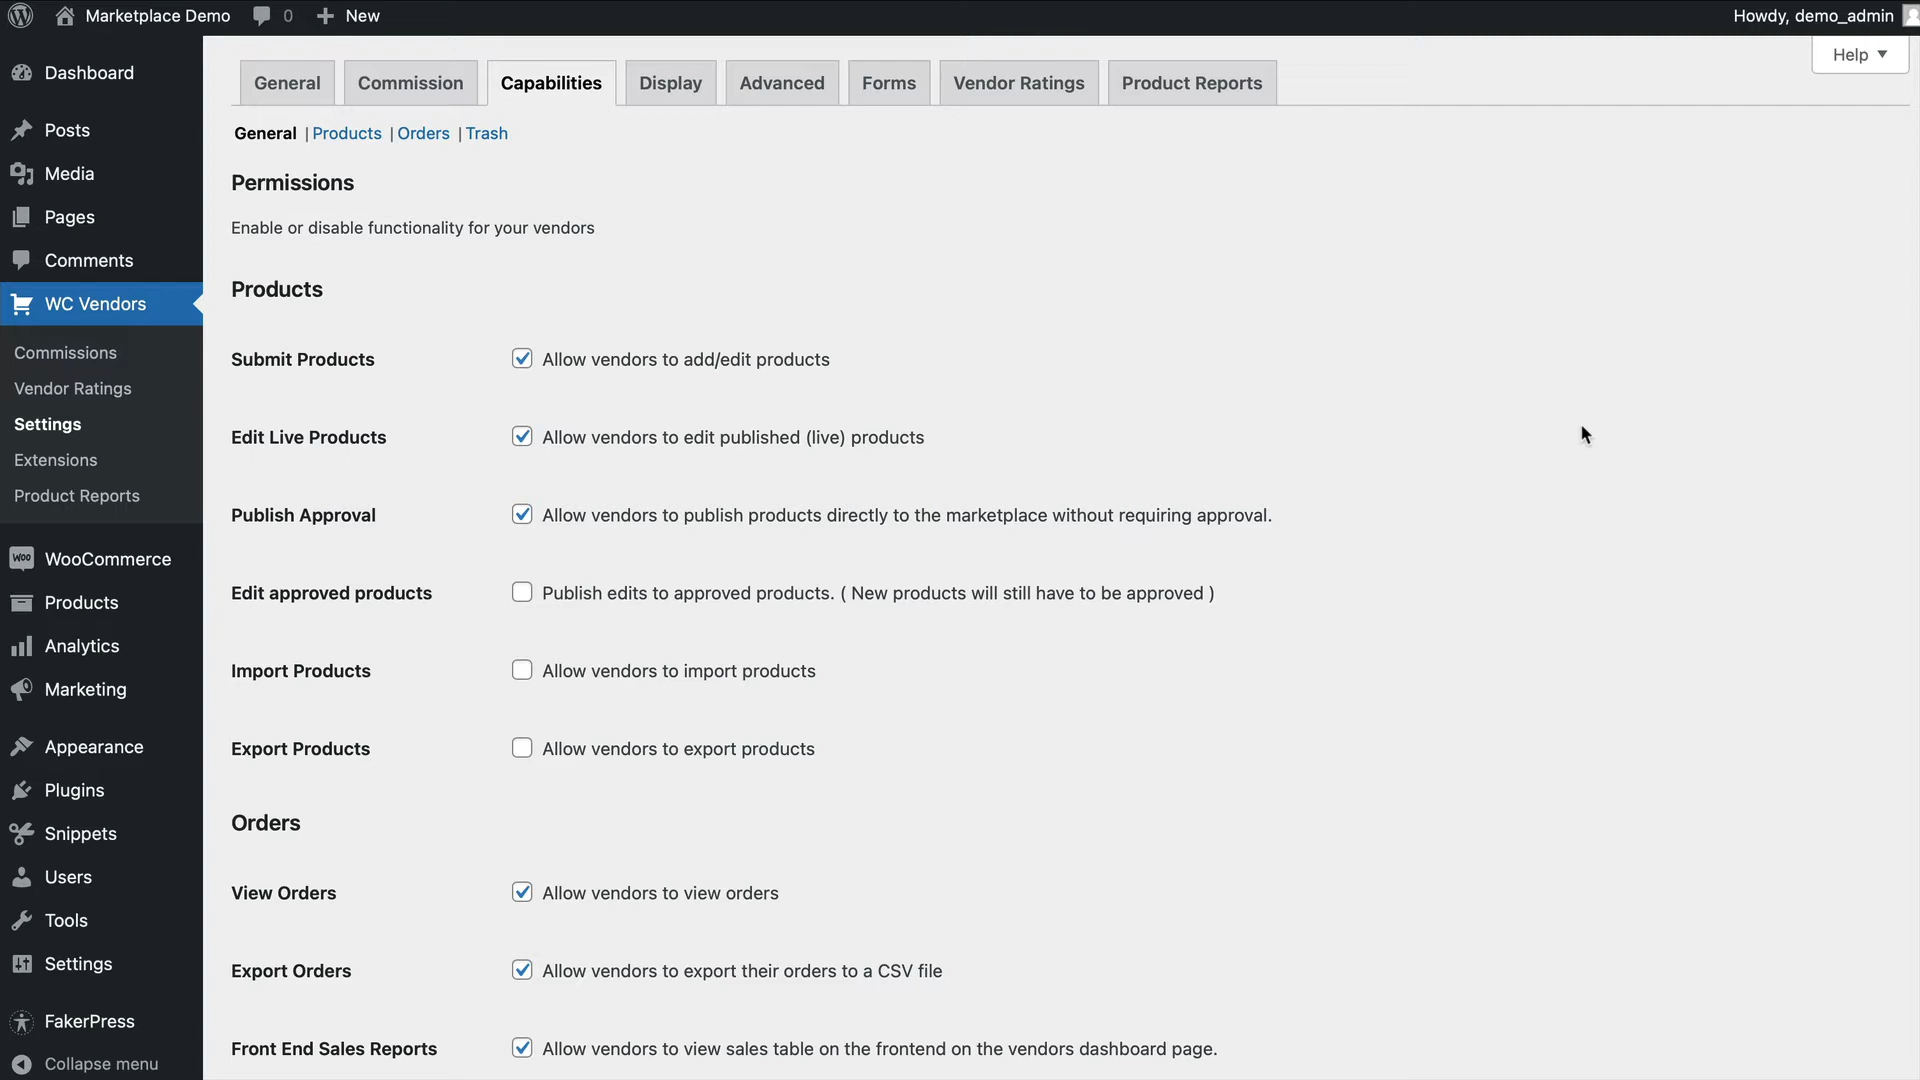 Marketplace Demo 0 New Howdy, demo_admin
Help
Dashboard
Posts
Media
Pages
Comments
WC Vendors
Commissions
Vendor Ratings
Settings
Extensions
Product Reports
WooCommerce
Products
Analytics
Marketing
Appearance
Plugins
Snippets
Users
Tools
Settings
FakerPress
Collapse menu
General Commission Capabilities Display Advanced Forms Vendor Ratings Product Reports
General | Products | Orders | Trash
Permissions
Enable or disable functionality for your vendors
Products
Submit Products Allow vendors to add/edit products
Edit Live Products Allow vendors to edit published (live) products
Publish Approval Allow vendors to publish products directly to the marketplace without requiring approval.
Edit approved products Publish edits to approved products. ( New products will still have to be approved )
Import Products Allow vendors to import products
Export Products Allow vendors to export products
Orders
View Orders Allow vendors to view orders
Export Orders Allow vendors to export their orders to a CSV file
Front End Sales Reports Allow vendors to view sales table on the frontend on the vendors dashboard page.